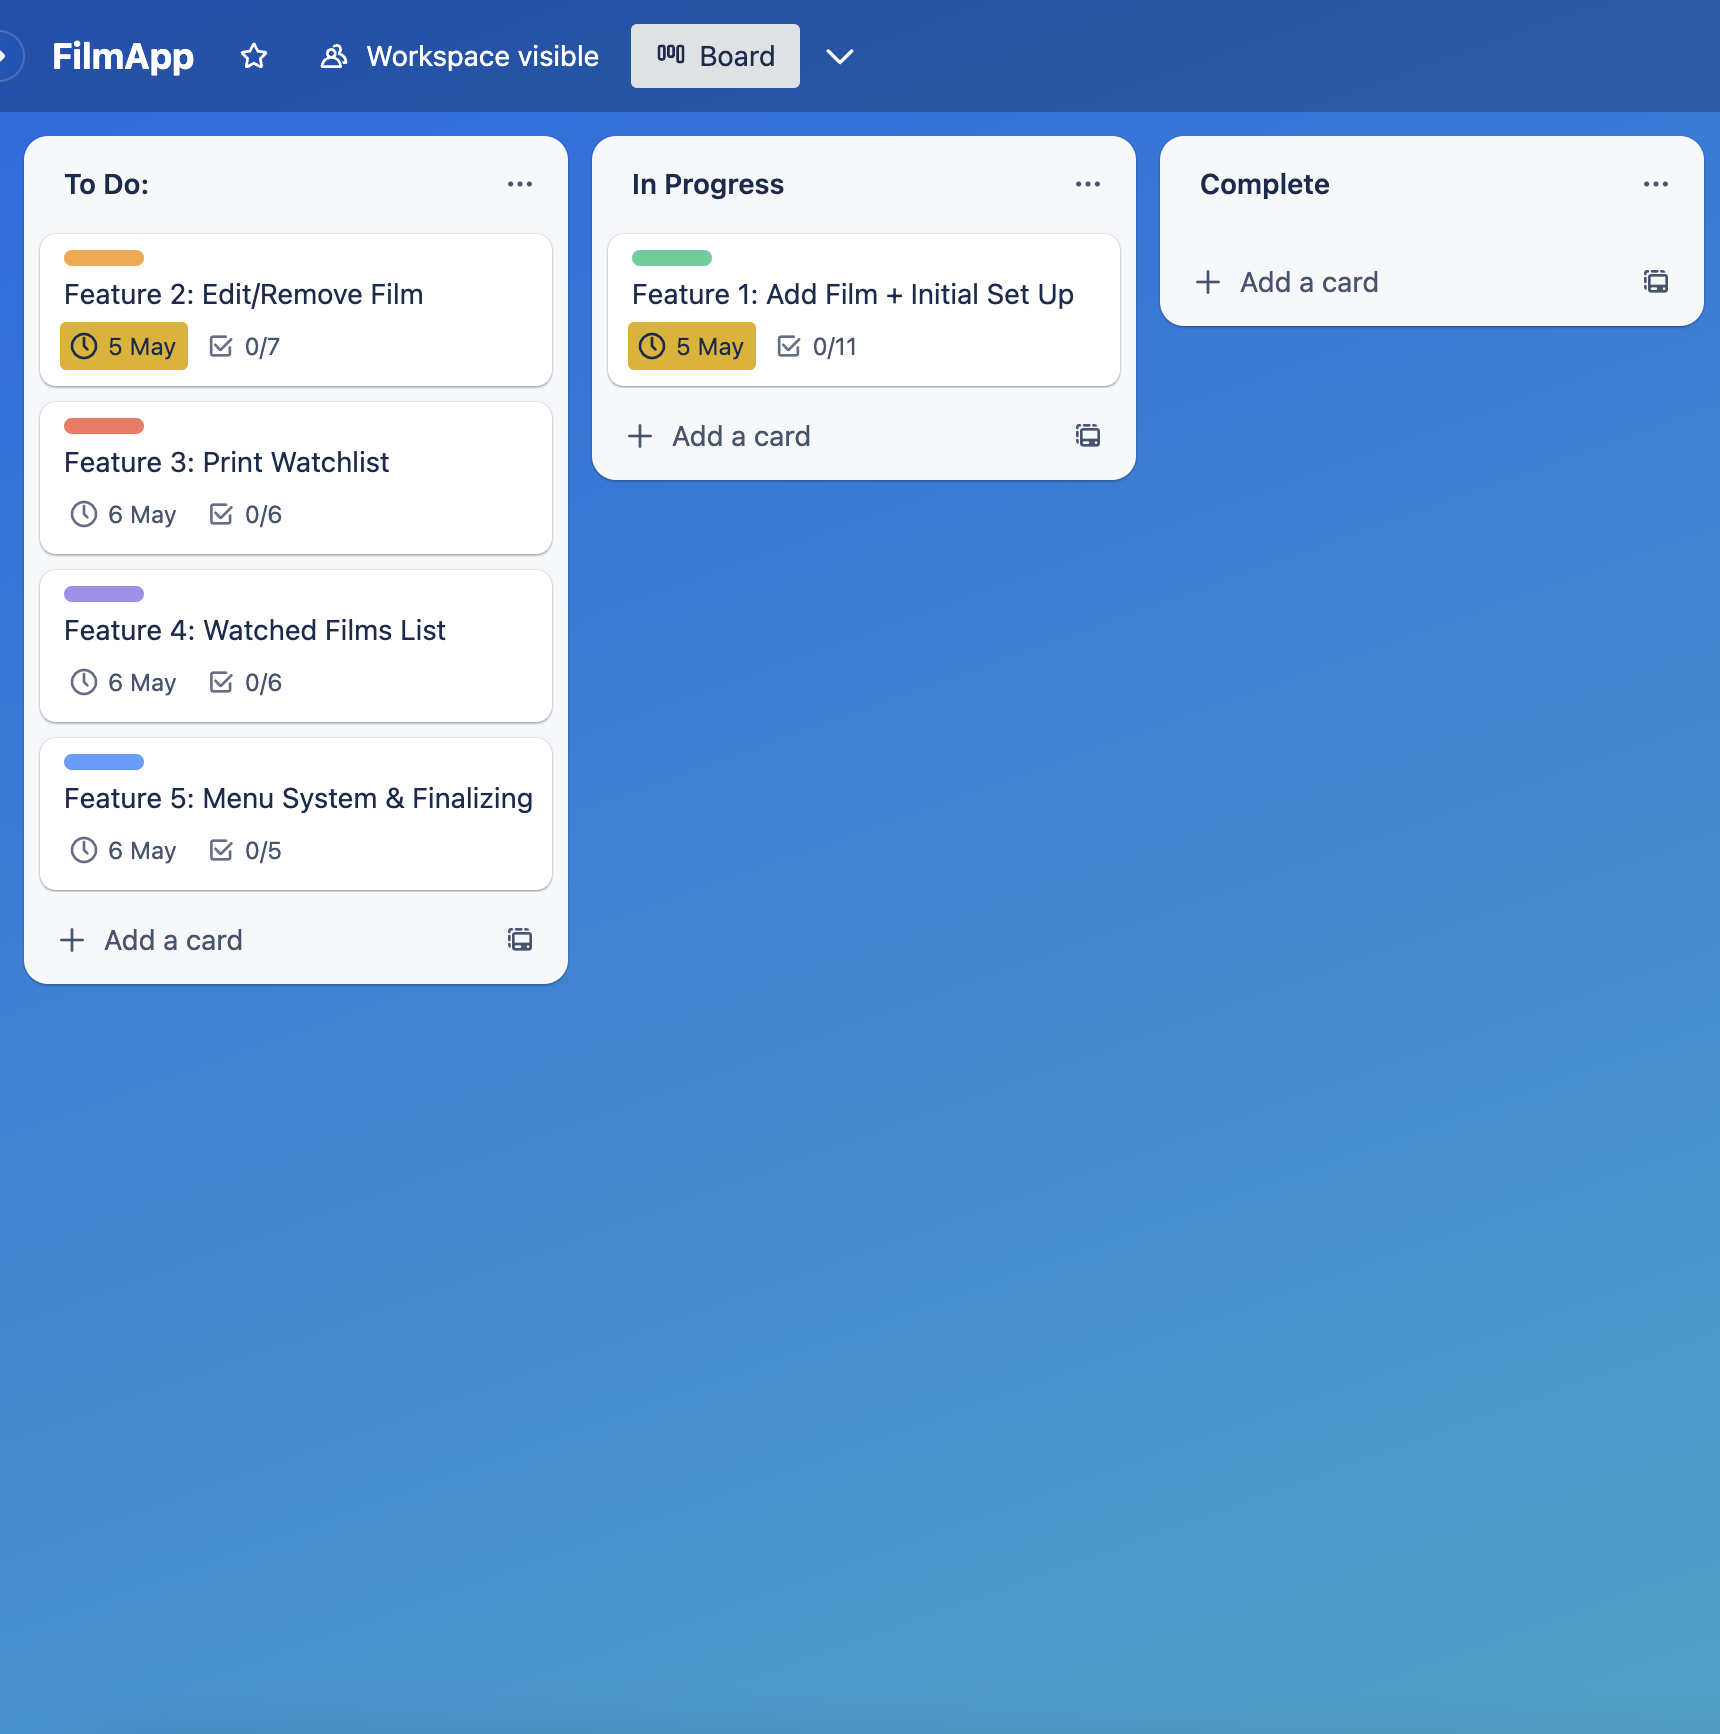 FilmApp
Workspace visible
Board
To Do:
Feature 2: Edit/Remove Film
5 May 0/7
Feature 3: Print Watchlist
6 May 0/6
Feature 4: Watched Films List
6 May 0/6
Feature 5: Menu System & Finalizing
6 May 0/5
+ Add a card
In Progress
Feature 1: Add Film + Initial Set Up
5 May 0/11
+ Add a card
Complete
+ Add a card